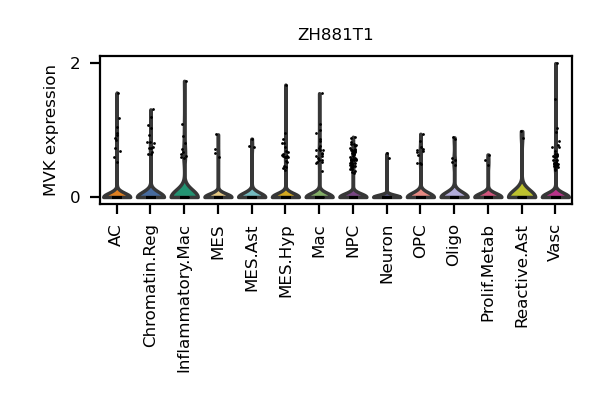 ZH881T1
MVK expression
2
0
AC
Chromatin.Reg
Inflammatory.Mac
MES
MES.Ast
MES.Hyp
Mac
NPC
Neuron
OPC
Oligo
Prolif.Metab
Reactive.Ast
Vasc